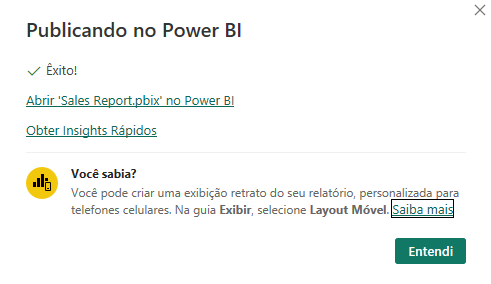 Publicando no Power BI
Êxito!
Abrir 'Sales Report.pbix' no Power BI
Obter Insights Rápidos
Você sabia?
Você pode criar uma exibição retrato do seu relatório, personalizada para
telefones celulares. Na guia Exibir, selecione Layout Móvel. Saiba mais
Entendi